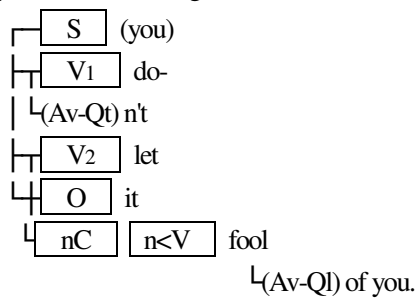 S (you)
V1 do-
(Av-Qt) n't
V2 let
O it
nC n<V fool
(Av-Ql) of you.